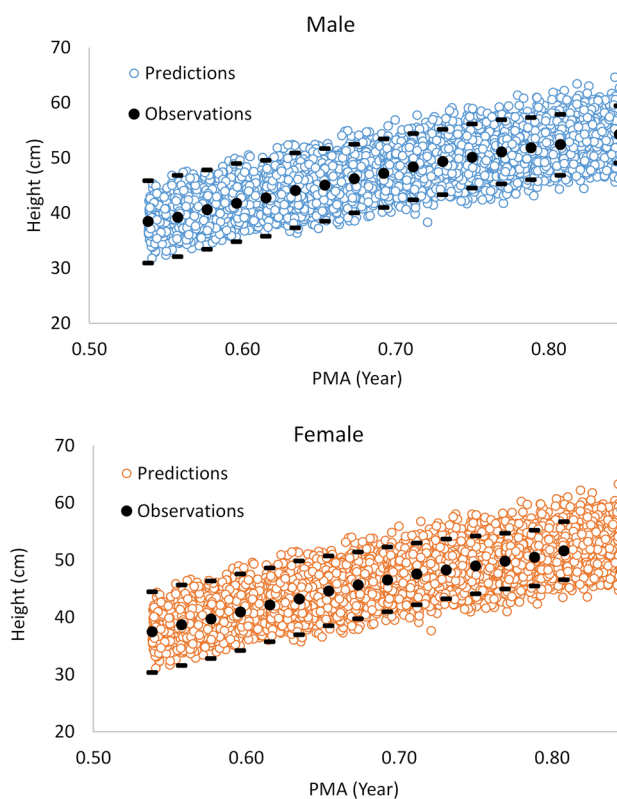 Male
70
Predictions
60
Observations
50
Height (cm)
40
30
20
0.50 0.60 0.70 0.80
PMA (Year)
Female
70
Predictions
60
Observations
50
Height (cm)
40
30
20
0.50 0.60 0.70 0.80
PMA (Year)